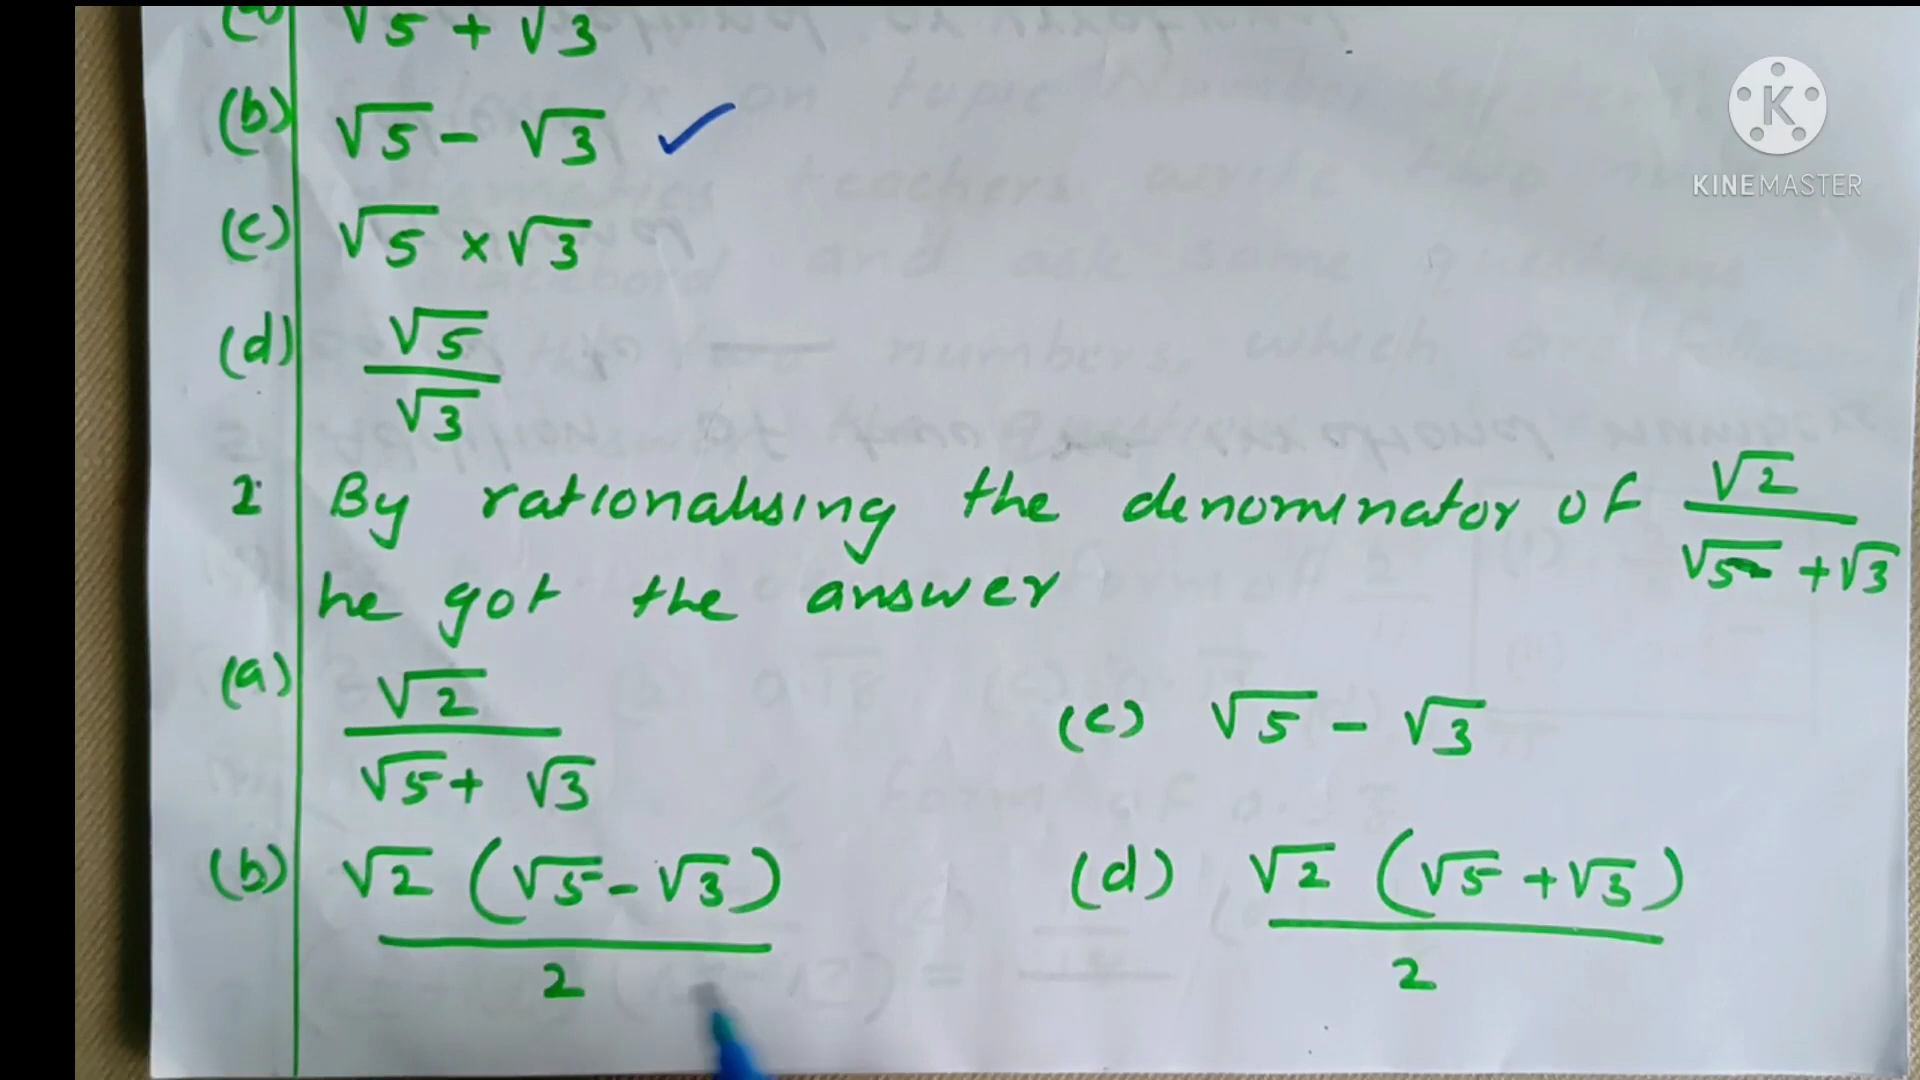 √5 + √3
(b) √5 - √3 ✓
(c) √5 × √3
(d) √5/√3
2 By rationalising the denominator of √2/(√5 + √3)
he got the answer
(a) √2/(√5 + √3)
(c) √5 - √3
(b) √2 (√5 - √3)/2
(d) √2 (√5 + √3)/2
KINEMASTER